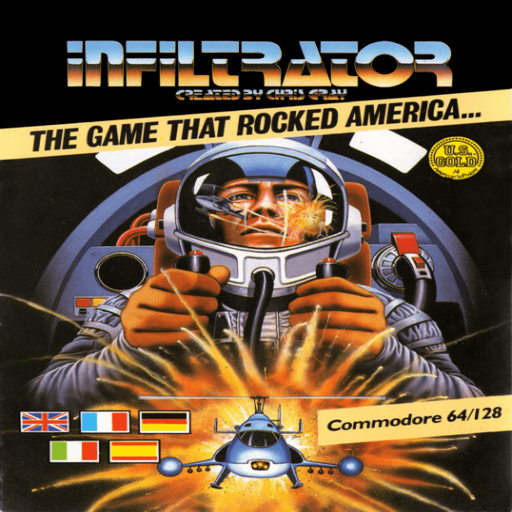 INFILTRATOR
CREATED BY CHRIS GRAY
THE GAME THAT ROCKED AMERICA...
U.S.
GOLD
Commodore 64/128